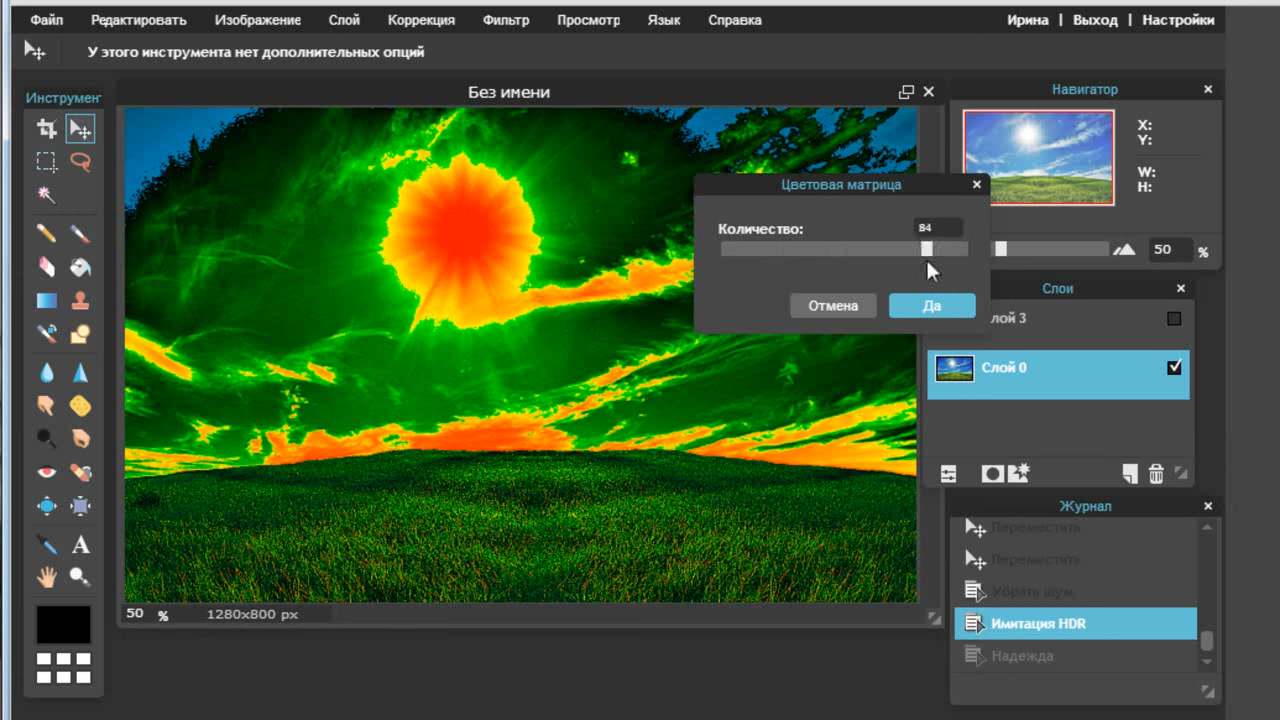 Файл Редактировать Изображение Слой Коррекция Фильтр Просмотр Язык Справка Ирина | Выход | Настройки
У этого инструмента нет дополнительных опций
Инструмент
Без имени
Навигатор
X:
Y:
W:
H:
50 %
Цветовая матрица
Количество: 84
Отмена Да
Слои
лой 3
Слой 0
Журнал
Переместить
Переместить
Убрать шум
Имитация HDR
Надежда
A
50 % 1280x800 px